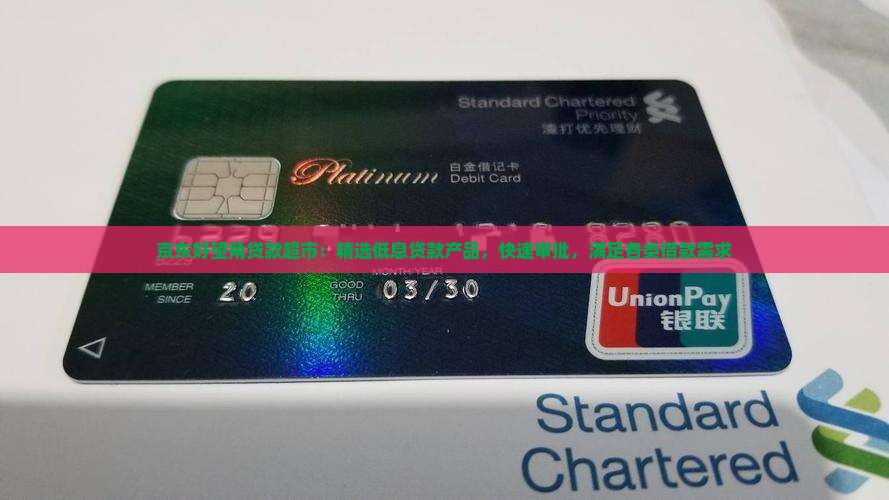 Standard Chartered
Priority
渣打优先理财
Platinum 白金借记卡
Debit Card
京东好望角贷款超市：精选低息贷款产品，快速审批，满足各类借款需求
MONTH/YEAR
MEMBER SINCE 20 GOOD THRU 03/30
UnionPay
银联
Standard
Chartered